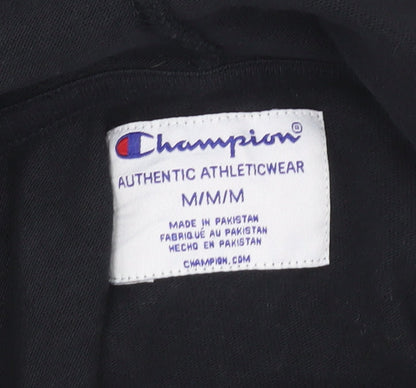 Champion®
AUTHENTIC ATHLETICWEAR
M/M/M
MADE IN PAKISTAN
FABRIQUÉ AU PAKISTAN
HECHO EN PAKISTAN
CHAMPION.COM